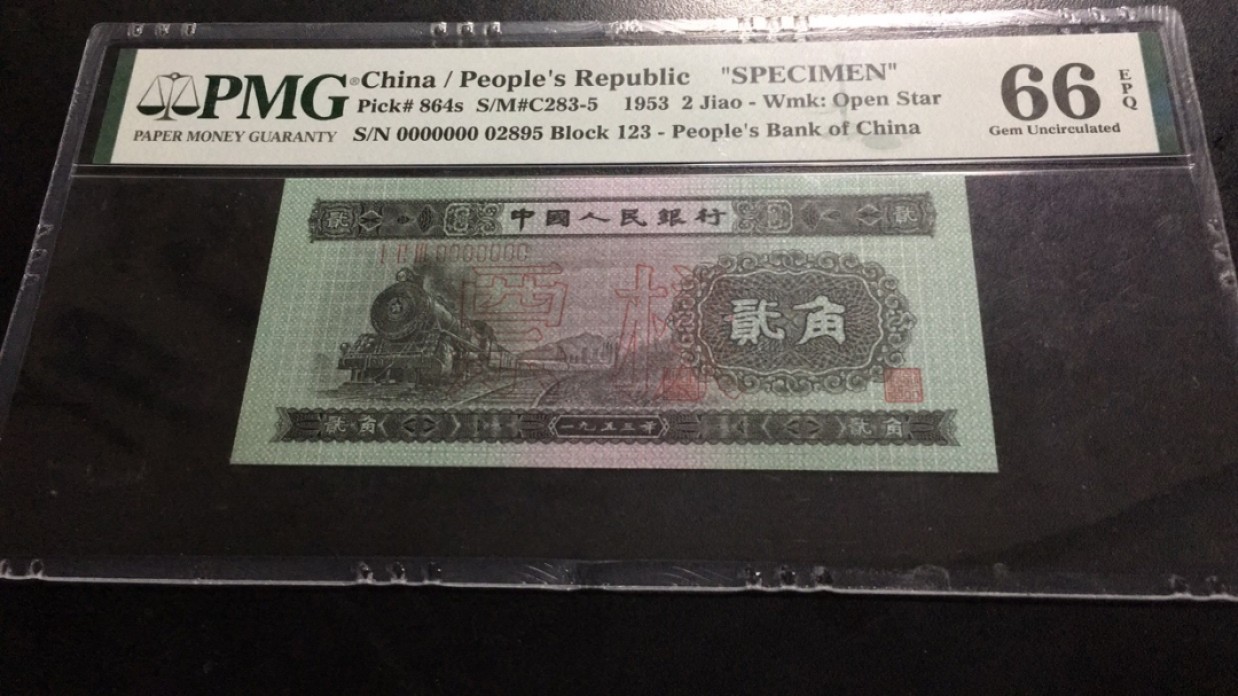 PMG® China / People's Republic "SPECIMEN"
PAPER MONEY GUARANTY
Pick# 864s S/M#C283-5 1953 2 Jiao - Wmk: Open Star
S/N 0000000 02895 Block 123 - People's Bank of China
66 EPQ
Gem Uncirculated
貳 中國人民銀行 貳
I II III 0000000
票樣
貳角
貳角 一九五三年 貳角